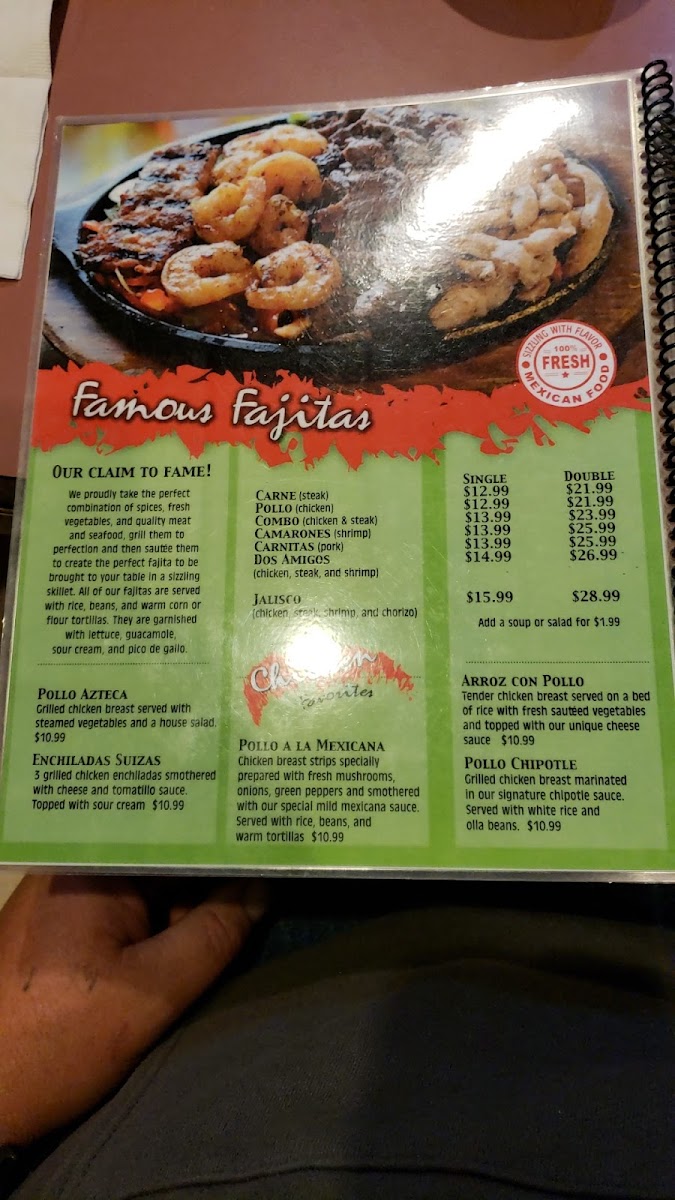 SIZZLING WITH FLAVOR
100%
FRESH
MEXICAN FOOD
Famous Fajitas
OUR CLAIM TO FAME!
We proudly take the perfect
combination of spices, fresh
vegetables, and quality meat
and seafood, grill them to
perfection and then sautée them
to create the perfect fajita to be
brought to your table in a sizzling
skillet. All of our fajitas are served
with rice, beans, and warm corn or
flour tortillas. They are garnished
with lettuce, guacamole,
sour cream, and pico de gallo.
CARNE (steak)
POLLO (chicken)
COMBO (chicken & steak)
CAMARONES (shrimp)
CARNITAS (pork)
DOS AMIGOS
(chicken, steak, and shrimp)
JALISCO
(chicken, steak, shrimp, and chorizo)
SINGLE DOUBLE
$12.99 $21.99
$12.99 $21.99
$13.99 $23.99
$13.99 $25.99
$13.99 $25.99
$14.99 $26.99
$15.99 $28.99
Add a soup or salad for $1.99
Chicken
Favorites
POLLO AZTECA
Grilled chicken breast served with
steamed vegetables and a house salad.
$10.99
ENCHILADAS SUIZAS
3 grilled chicken enchiladas smothered
with cheese and tomatillo sauce.
Topped with sour cream $10.99
POLLO A LA MEXICANA
Chicken breast strips specially
prepared with fresh mushrooms,
onions, green peppers and smothered
with our special mild mexicana sauce.
Served with rice, beans, and
warm tortillas $10.99
ARROZ CON POLLO
Tender chicken breast served on a bed
of rice with fresh sautéed vegetables
and topped with our unique cheese
sauce $10.99
POLLO CHIPOTLE
Grilled chicken breast marinated
in our signature chipotle sauce.
Served with white rice and
olla beans. $10.99